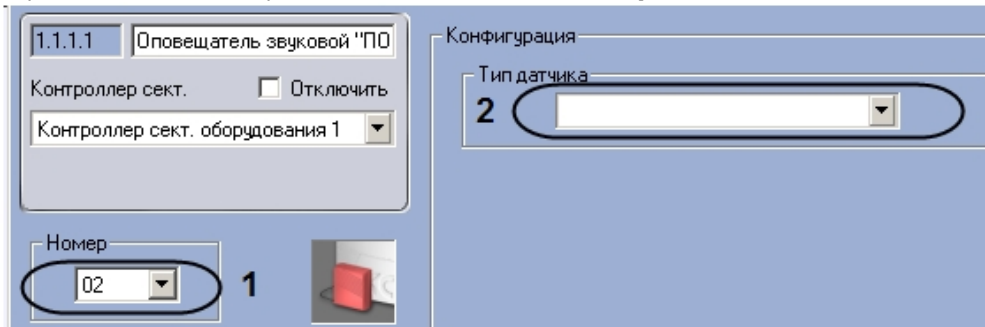 1.1.1.1 Оповещатель звуковой "ПО
Контроллер сект. Отключить
Контроллер сект. оборудования 1
Номер
02 1
Конфигурация
Тип датчика
2